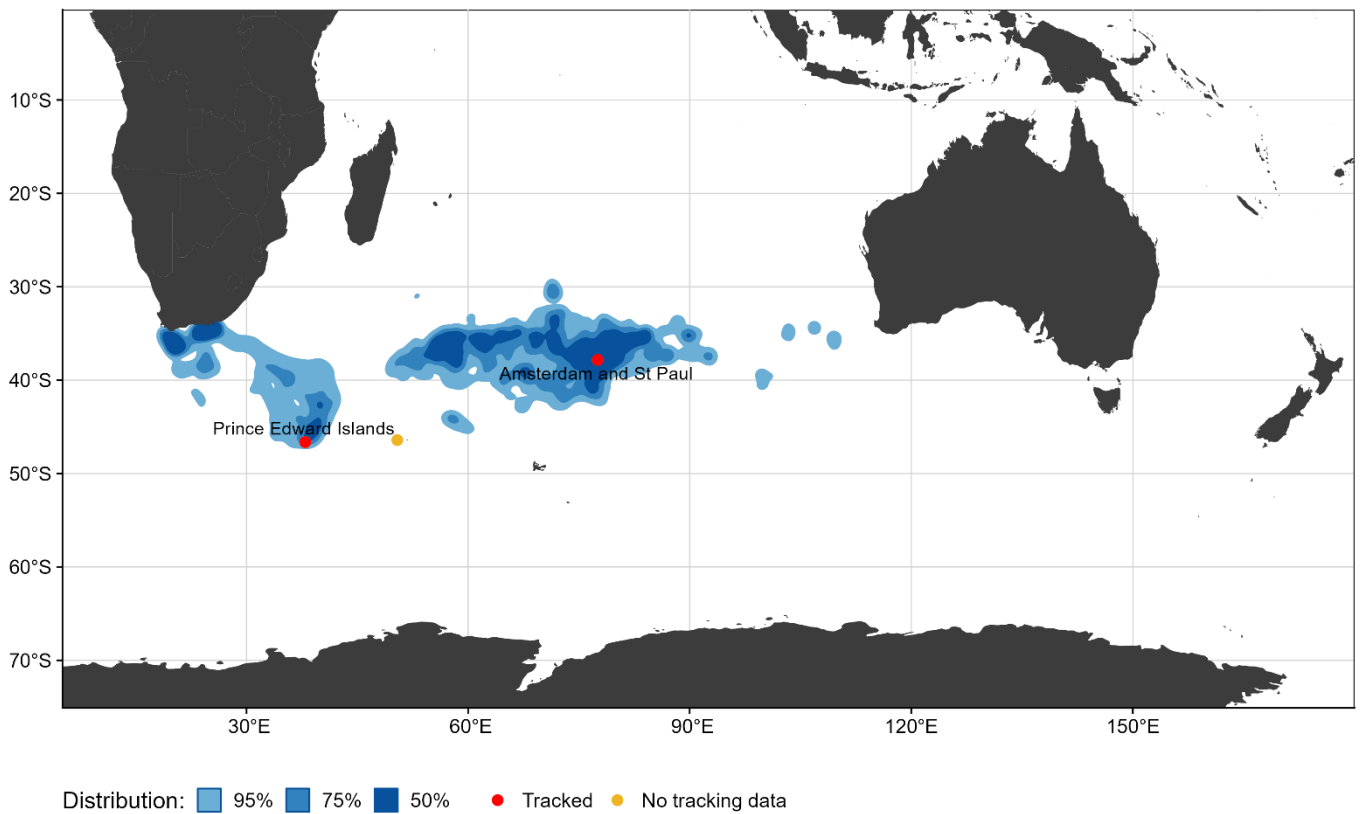 10°S
20°S
30°S
40°S
50°S
60°S
70°S
Amsterdam and St Paul
Prince Edward Islands
30°E 60°E 90°E 120°E 150°E
Distribution: 95% 75% 50% Tracked No tracking data